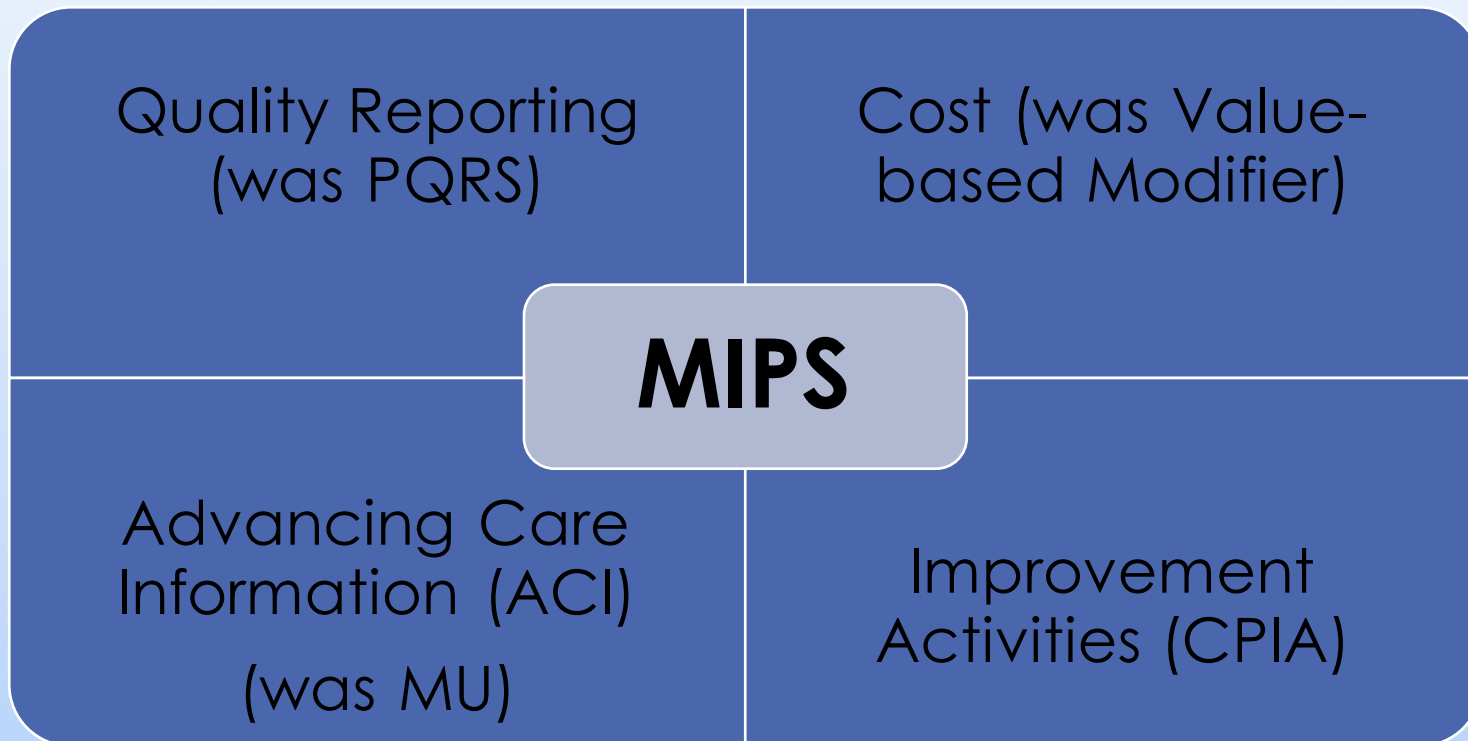 Quality Reporting
(was PQRS)
Cost (was Value-
based Modifier)
MIPS
Advancing Care
Information (ACI)
(was MU)
Improvement
Activities (CPIA)